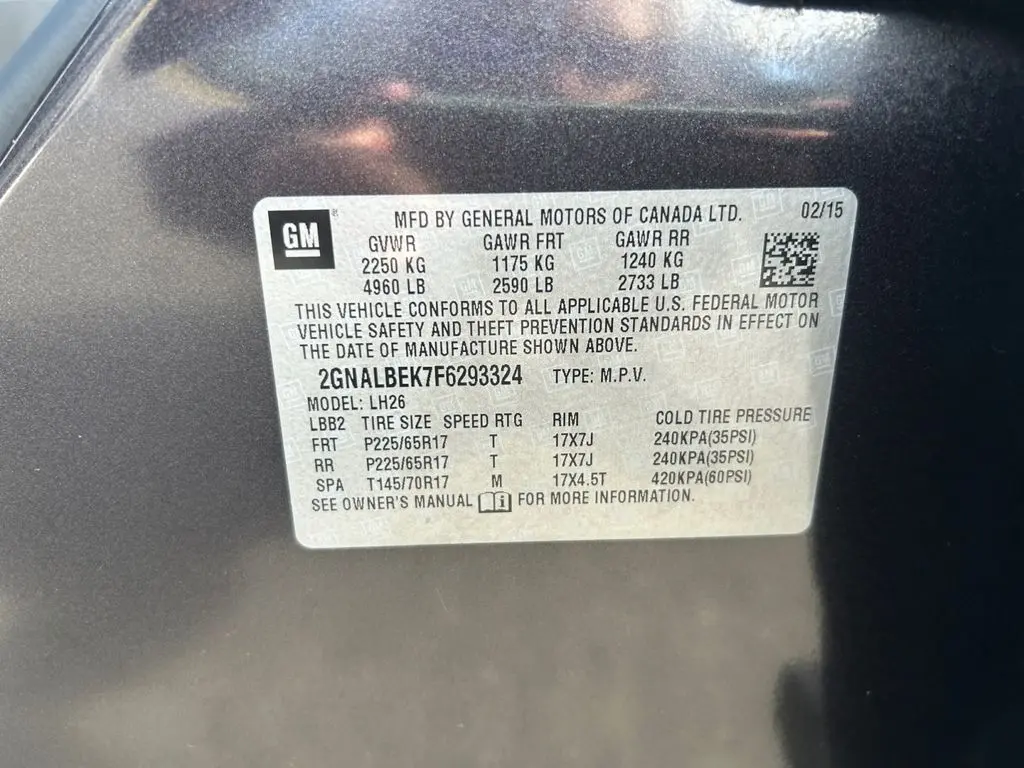 GM
MFD BY GENERAL MOTORS OF CANADA LTD. 02/15
GVWR GAWR FRT GAWR RR
2250 KG 1175 KG 1240 KG
4960 LB 2590 LB 2733 LB
THIS VEHICLE CONFORMS TO ALL APPLICABLE U.S. FEDERAL MOTOR
VEHICLE SAFETY AND THEFT PREVENTION STANDARDS IN EFFECT ON
THE DATE OF MANUFACTURE SHOWN ABOVE.
2GNALBEK7F6293324 TYPE: M.P.V.
MODEL: LH26
LBB2 TIRE SIZE SPEED RTG RIM COLD TIRE PRESSURE
FRT P225/65R17 T 17X7J 240KPA(35PSI)
RR P225/65R17 T 17X7J 240KPA(35PSI)
SPA T145/70R17 M 17X4.5T 420KPA(60PSI)
SEE OWNER'S MANUAL i FOR MORE INFORMATION.